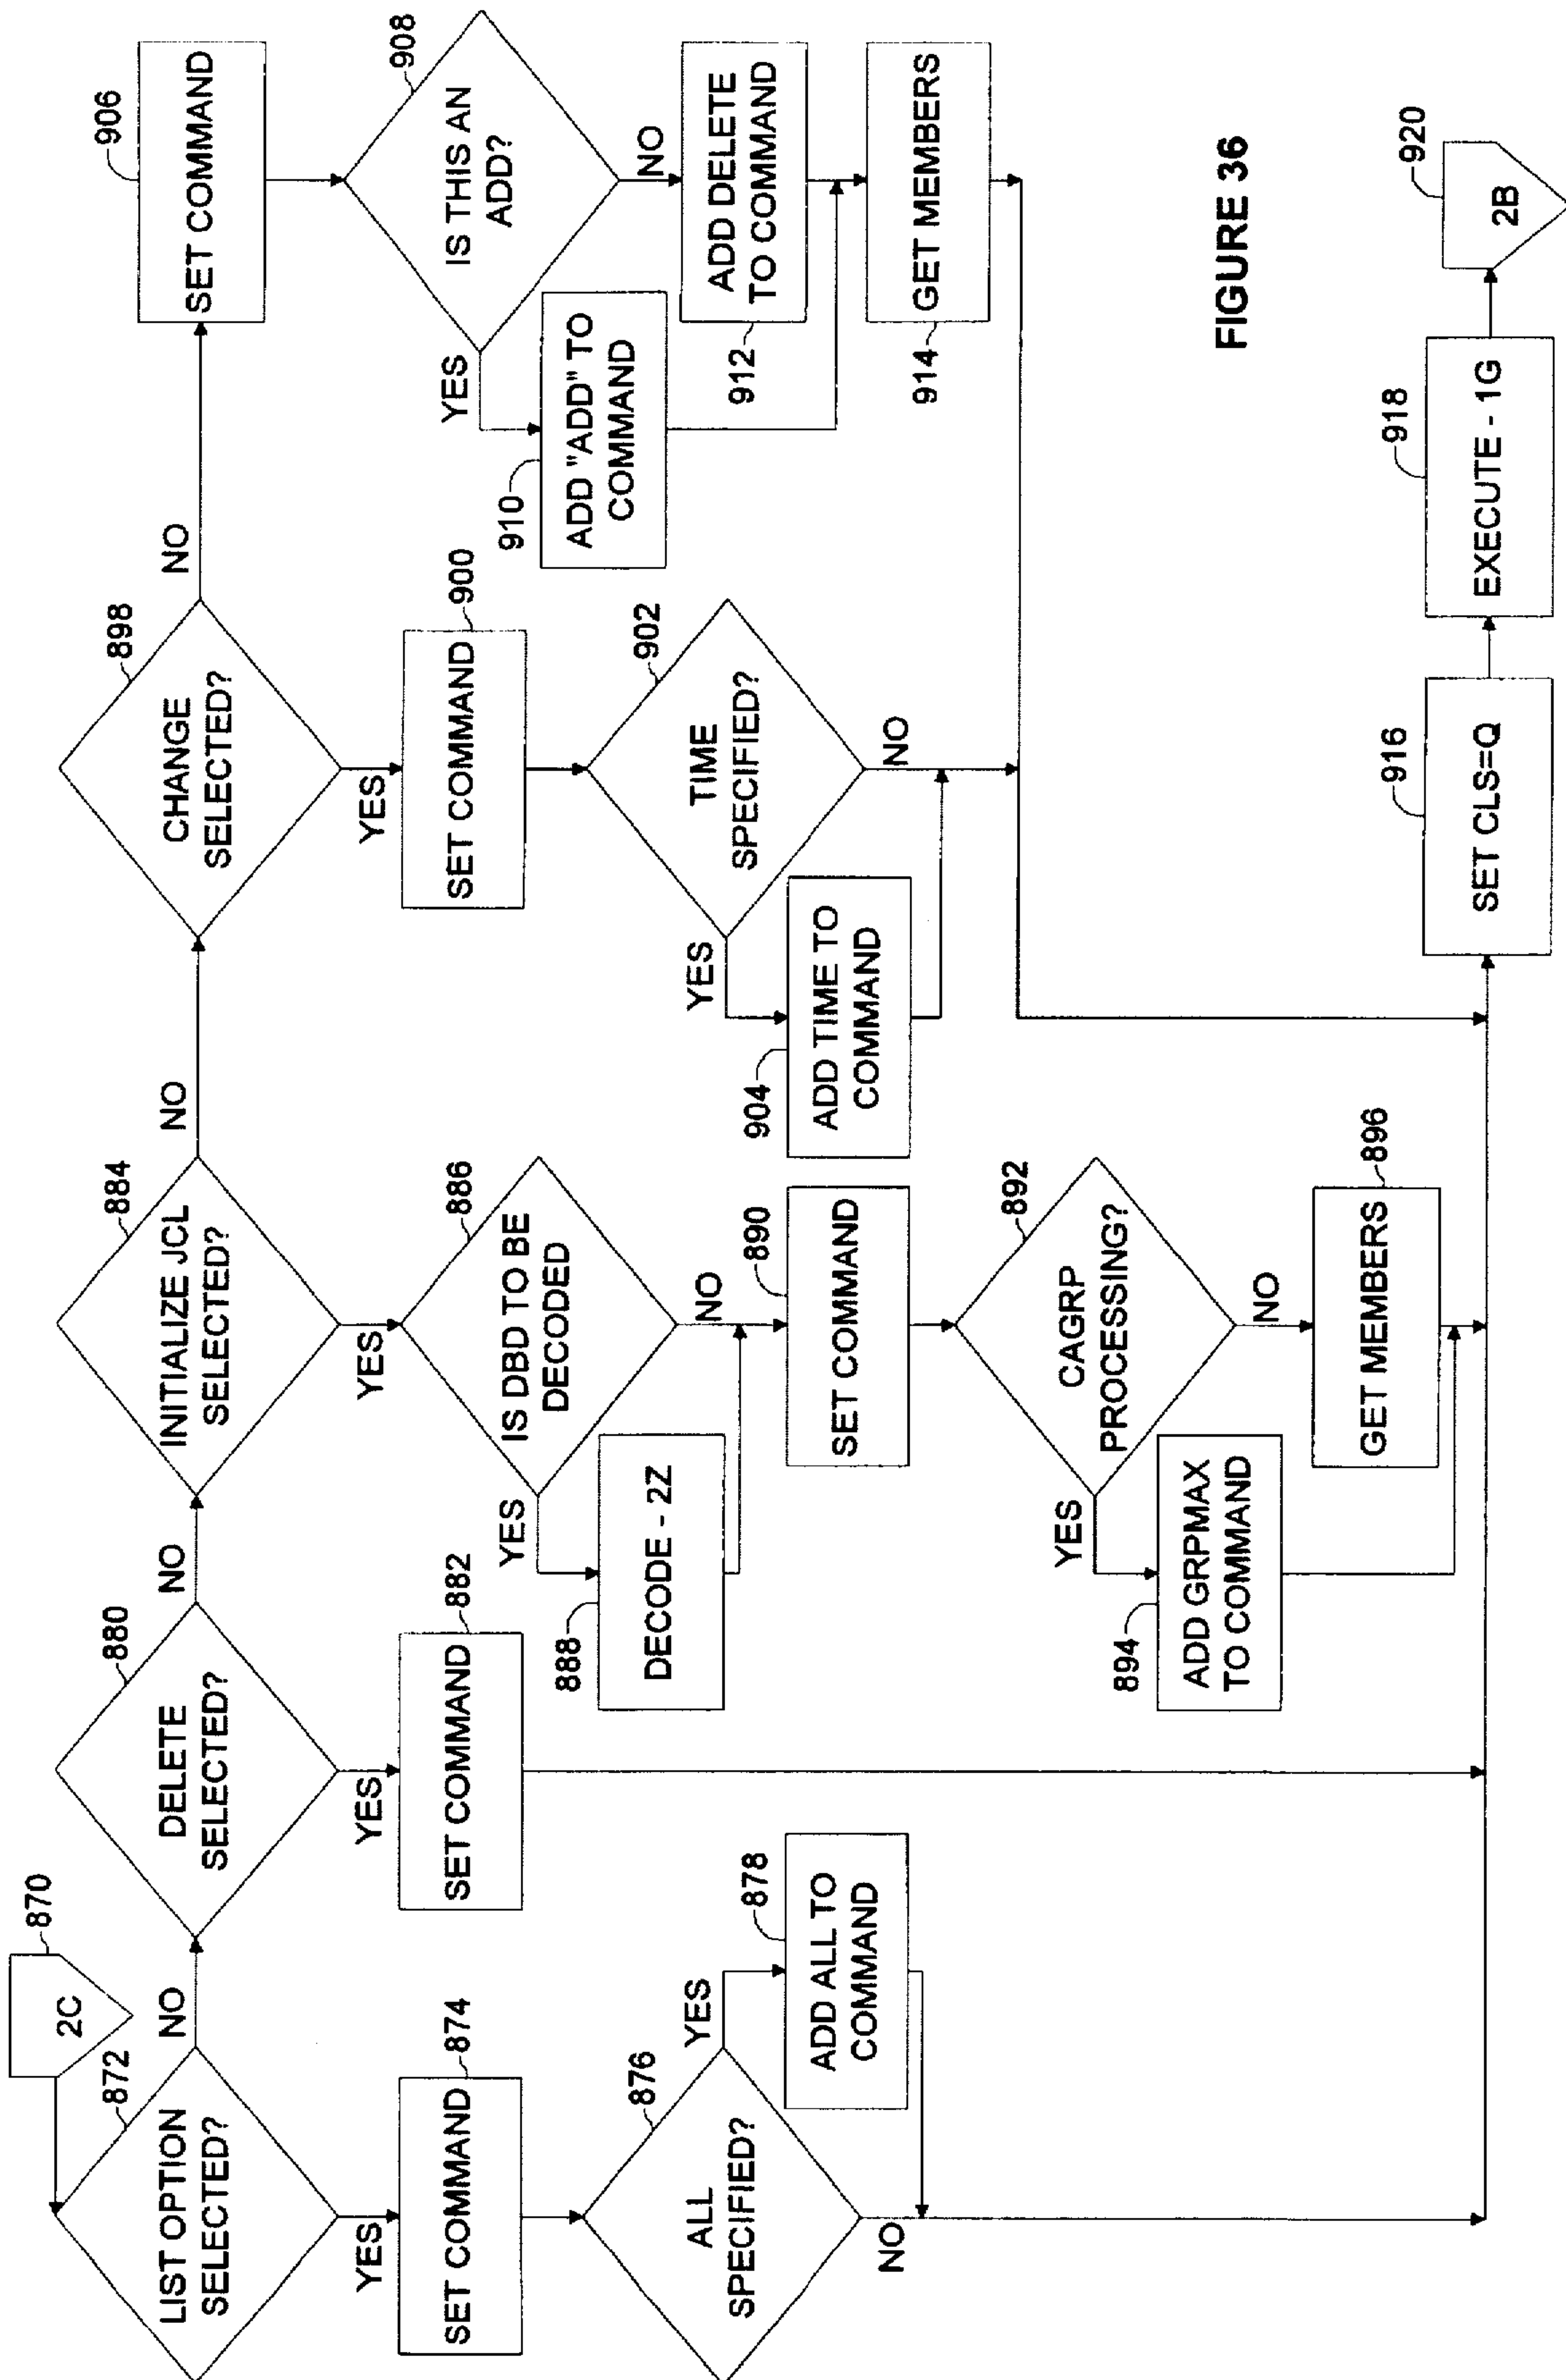 870
2C
872
LIST OPTION
SELECTED?
NO
YES
874
SET COMMAND
876
ALL
SPECIFIED?
YES
NO
878
ADD ALL TO
COMMAND
880
DELETE
SELECTED?
NO
YES
882
SET COMMAND
884
INITIALIZE JCL
SELECTED?
NO
YES
886
IS DBD TO BE
DECODED
YES
NO
888
DECODE - 2Z
890
SET COMMAND
892
CAGRP
PROCESSING?
YES
NO
894
ADD GRPMAX
TO COMMAND
896
GET MEMBERS
898
CHANGE
SELECTED?
NO
YES
900
SET COMMAND
902
TIME
SPECIFIED?
YES
NO
904
ADD TIME TO
COMMAND
906
SET COMMAND
908
IS THIS AN
ADD?
YES
NO
910
ADD "ADD" TO
COMMAND
912
ADD DELETE
TO COMMAND
914
GET MEMBERS
916
SET CLS=Q
918
EXECUTE - 1G
920
2B
FIGURE 36